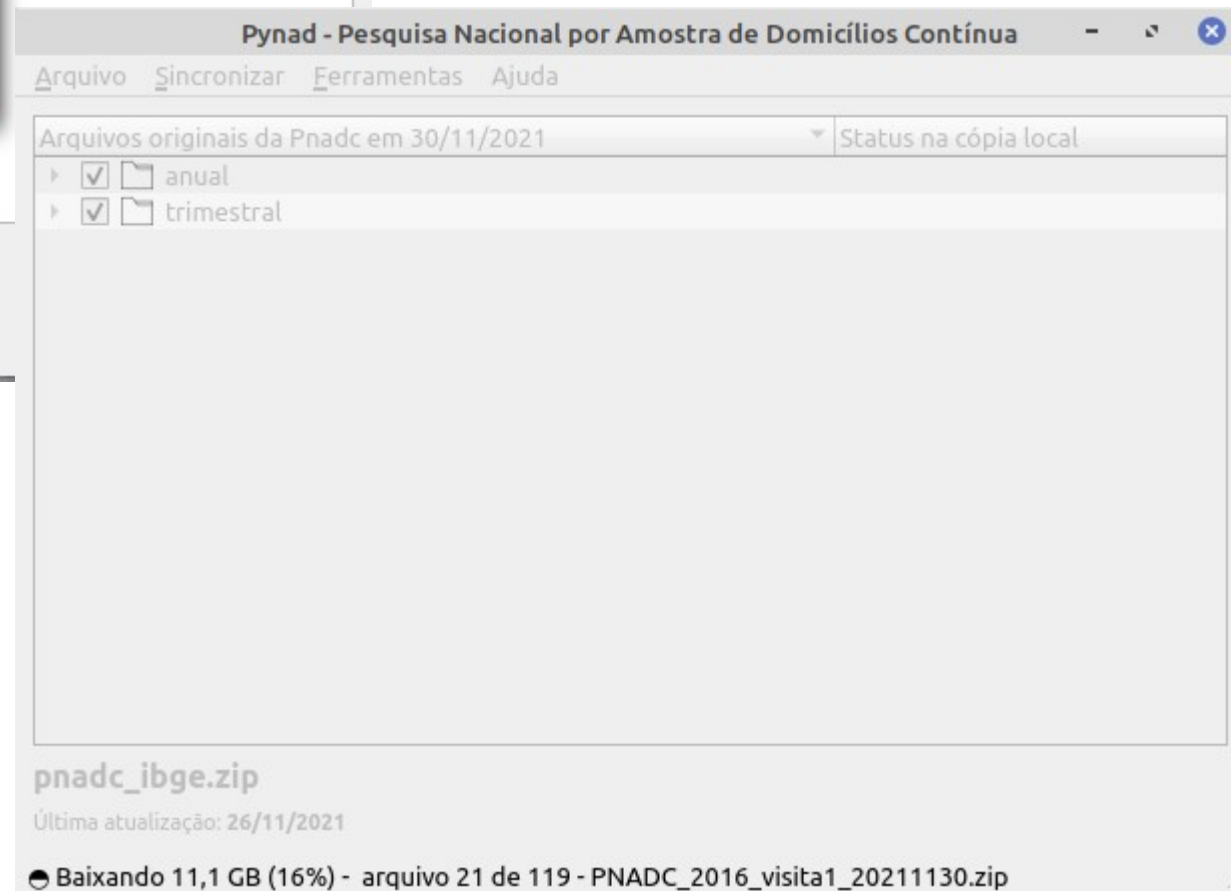 Pynad - Pesquisa Nacional por Amostra de Domicílios Contínua
Arquivo Sincronizar Ferramentas Ajuda
Arquivos originais da Pnadc em 30/11/2021 Status na cópia local
anual
trimestral
pnadc_ibge.zip
Última atualização: 26/11/2021
Baixando 11,1 GB (16%) - arquivo 21 de 119 - PNADC_2016_visita1_20211130.zip